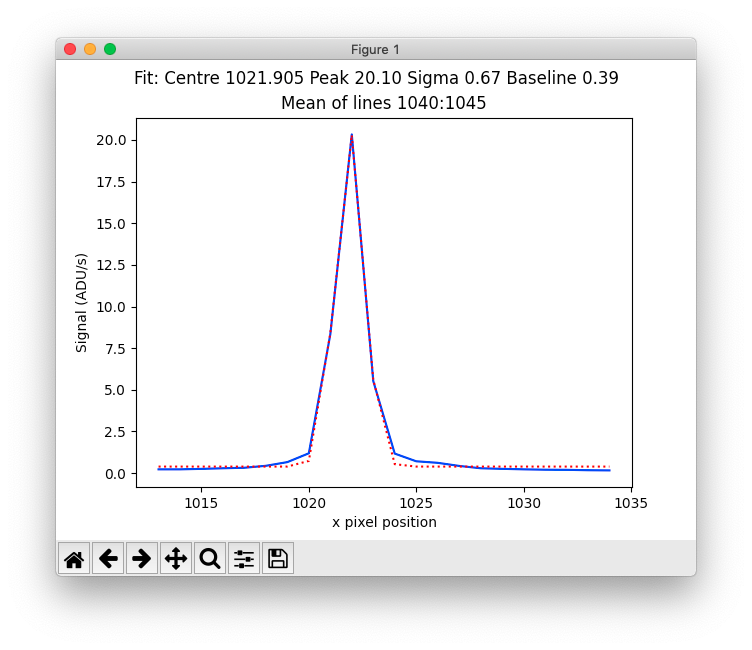 Figure 1
Fit: Centre 1021.905 Peak 20.10 Sigma 0.67 Baseline 0.39
Mean of lines 1040:1045
20.0
17.5
15.0
12.5
10.0
7.5
5.0
2.5
0.0
Signal (ADU/s)
1015 1020 1025 1030 1035
x pixel position